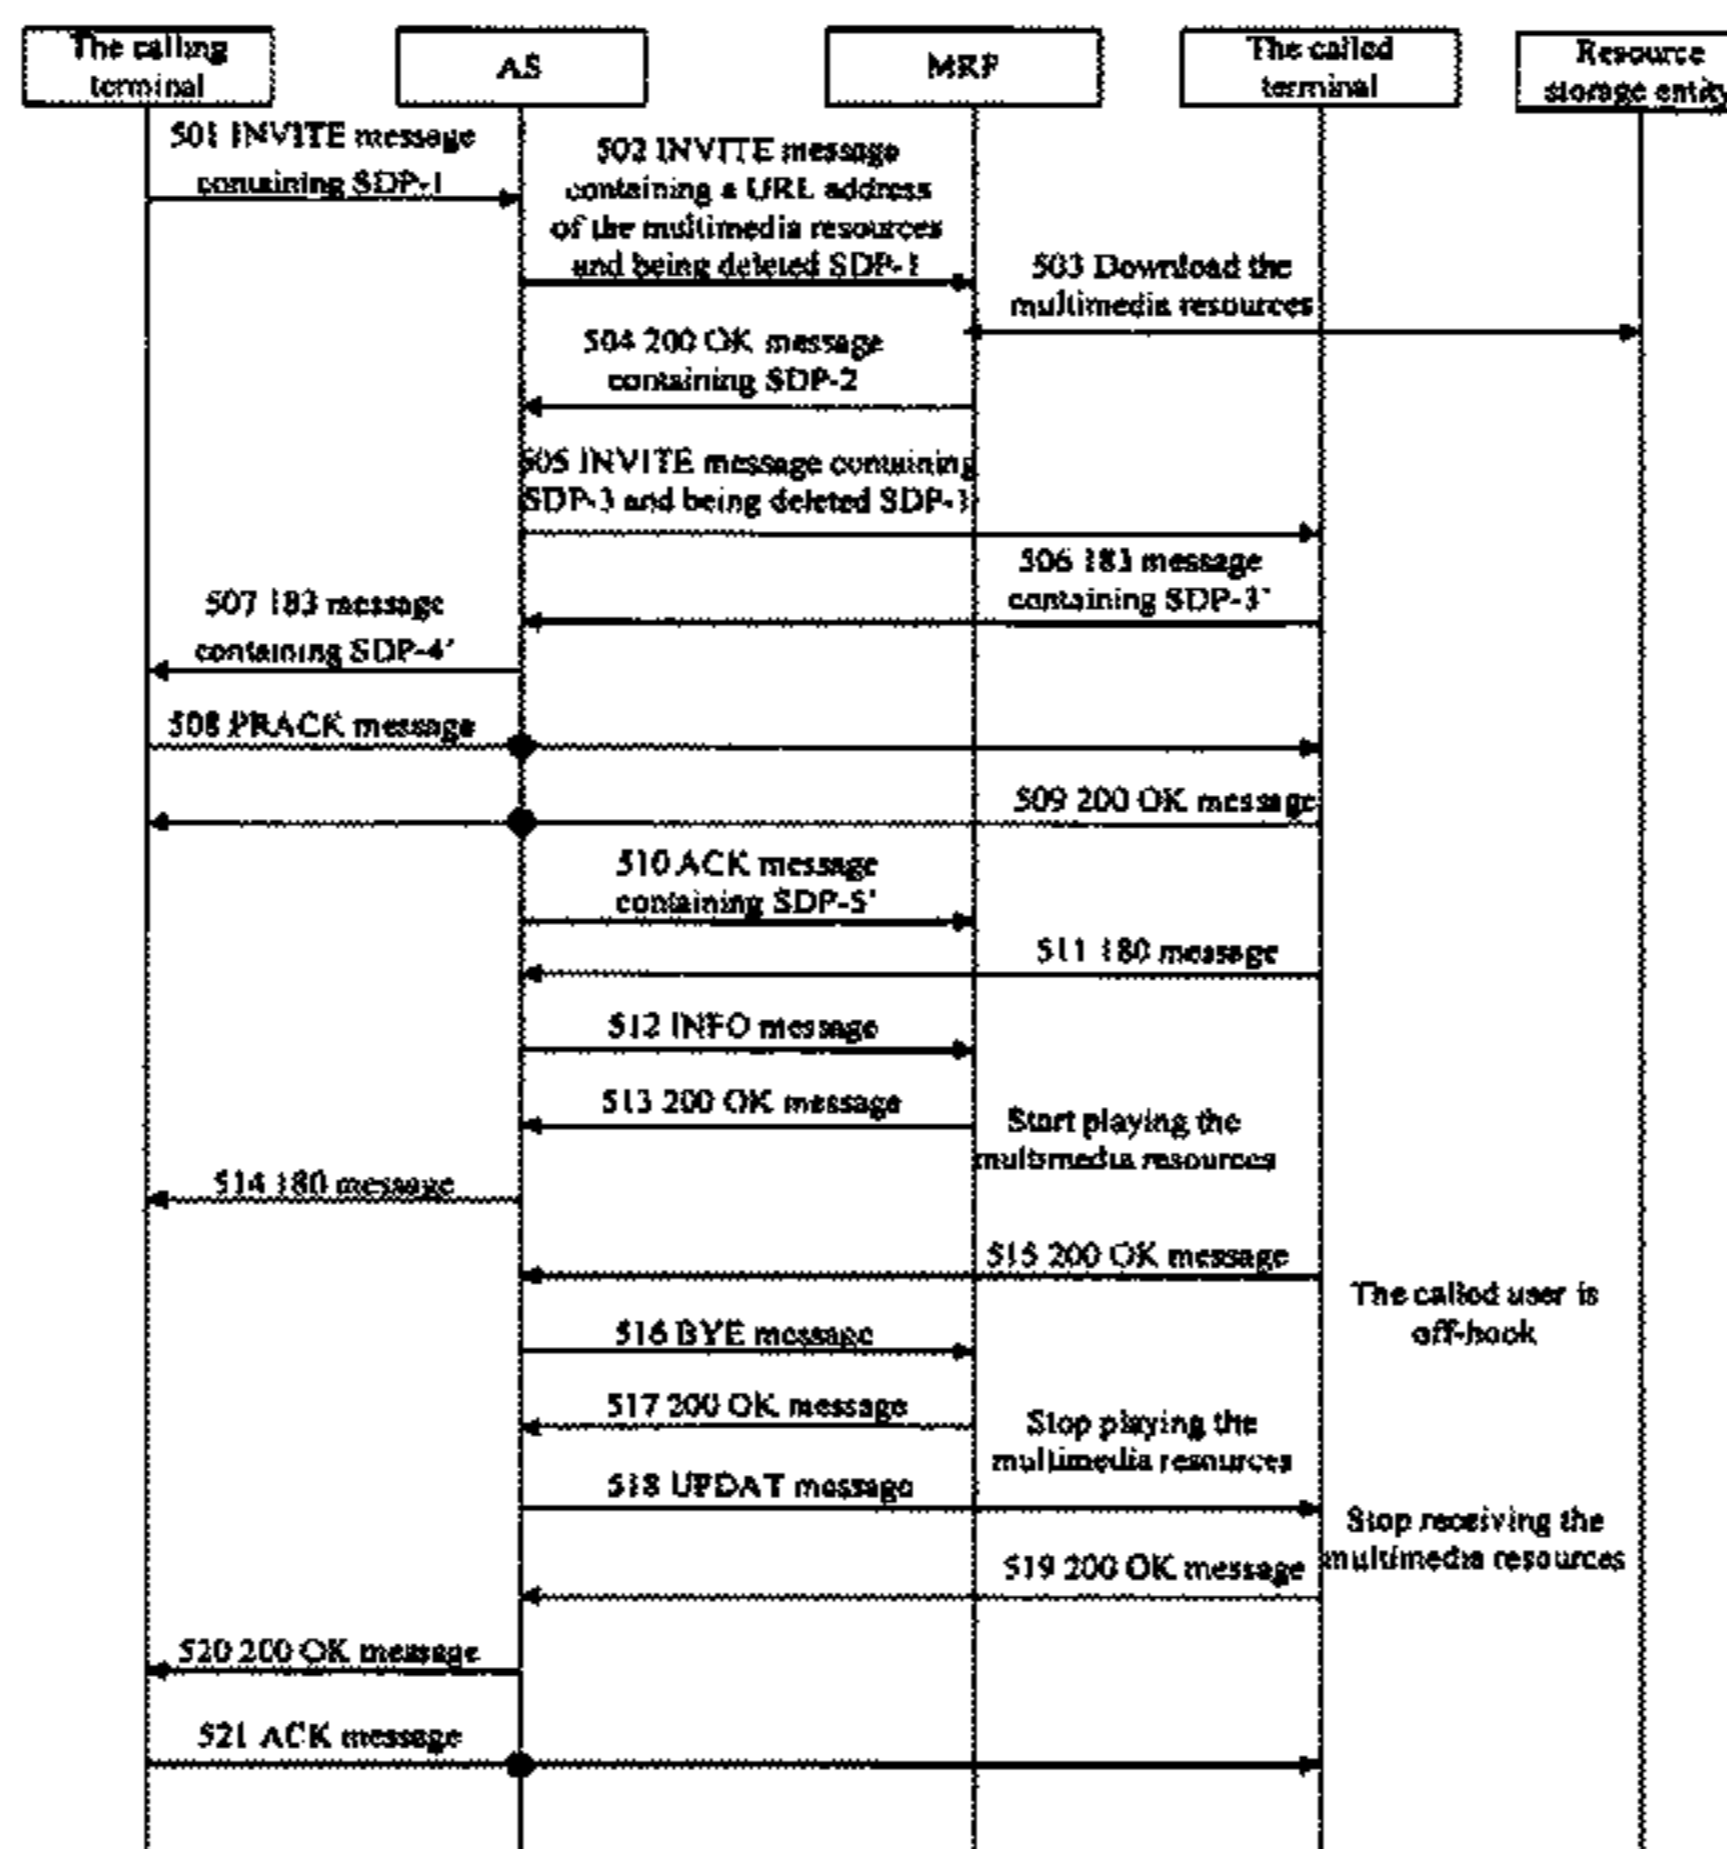 The calling
terminal
AS
MRF
The called
terminal
Resource
storage entity
501 INVITE message
containing SDP-1
502 INVITE message
containing a URL address
of the multimedia resources
and being deleted SDP-1
503 Download the
multimedia resources
504 200 OK message
containing SDP-2
505 INVITE message containing
SDP-3 and being deleted SDP-1
506 183 message
containing SDP-3'
507 183 message
containing SDP-4'
508 PRACK message
509 200 OK message
510 ACK message
containing SDP-5'
511 180 message
512 INFO message
513 200 OK message
Start playing the
multimedia resources
514 180 message
515 200 OK message
The called user is
off-hook
516 BYE message
517 200 OK message
Stop playing the
multimedia resources
518 UPDAT message
Stop receiving the
multimedia resources
519 200 OK message
520 200 OK message
521 ACK message